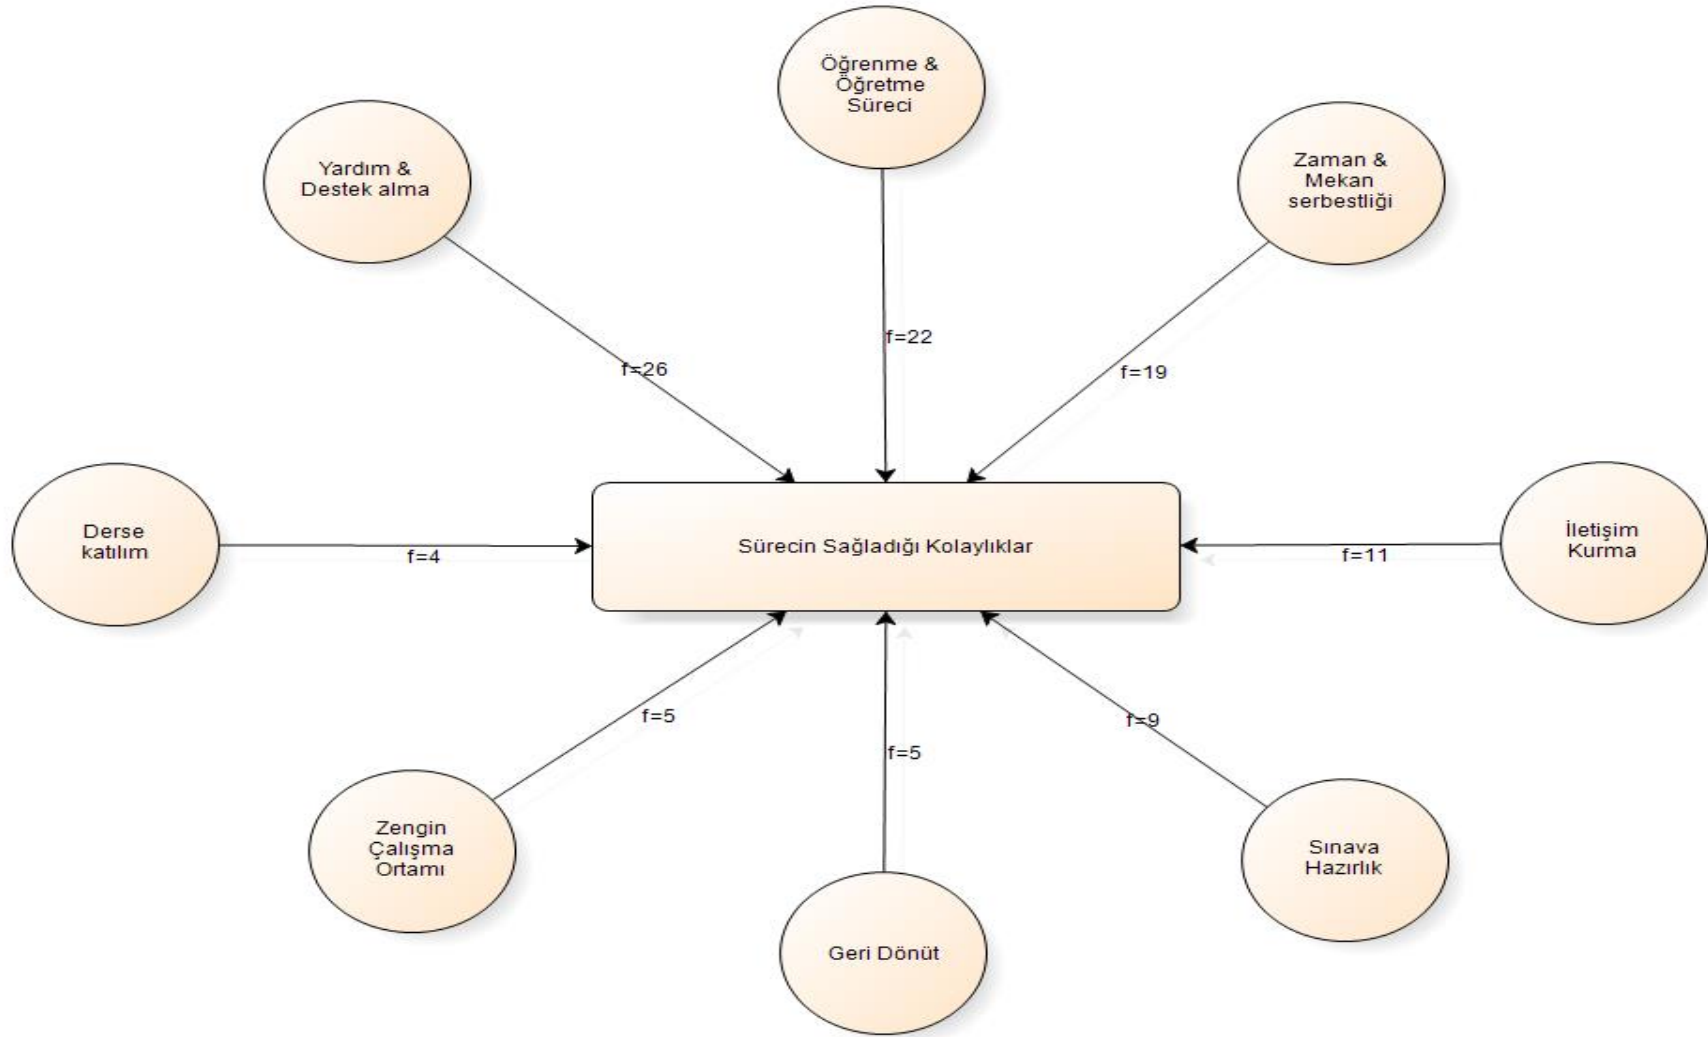 Öğrenme &
Öğretme
Süreci
Yardım &
Destek alma
Zaman &
Mekan
serbestliği
f=22
f=26
f=19
Derse
katılım
f=4
Sürecin Sağladığı Kolaylıklar
f=11
İletişim
Kurma
f=5
f=5
f=9
Zengin
Çalışma
Ortamı
Geri Dönüt
Sınava
Hazırlık